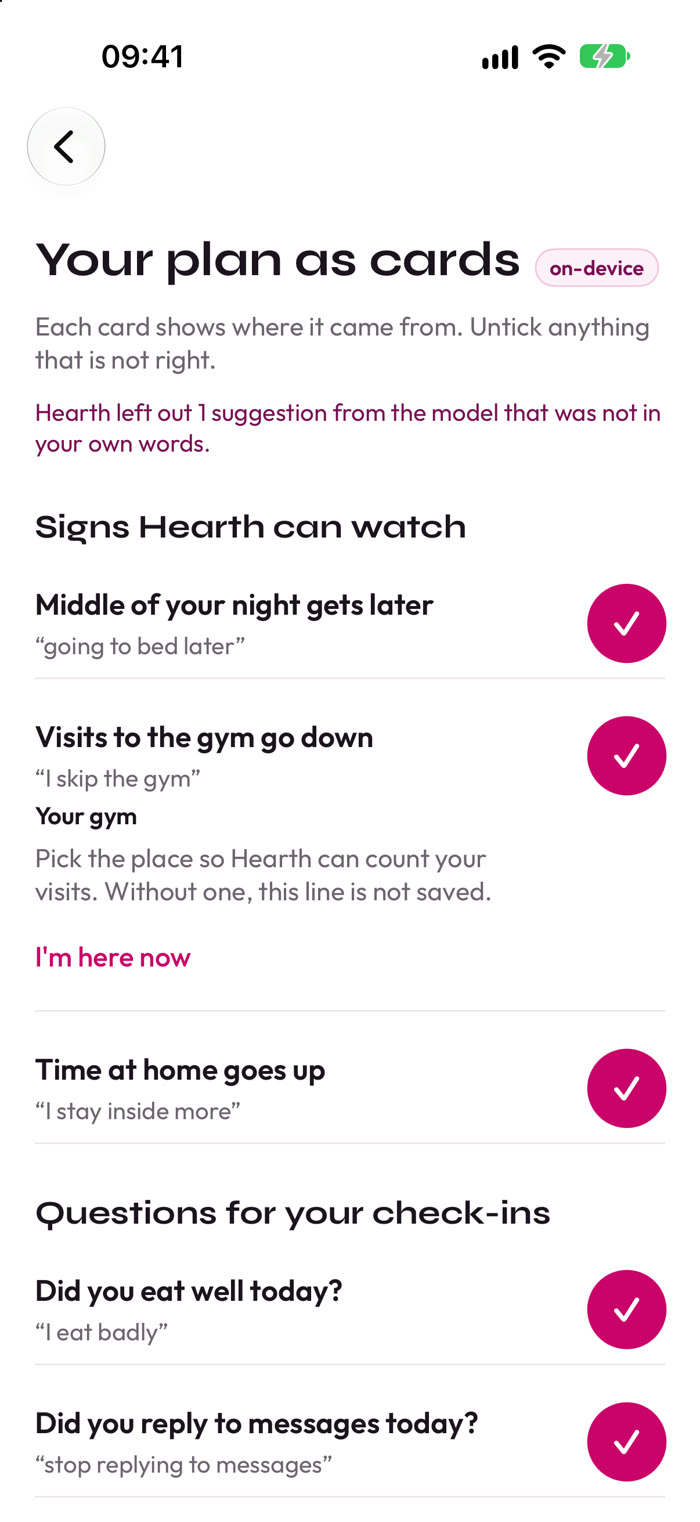 09:41
Your plan as cards
on-device
Each card shows where it came from. Untick anything
that is not right.
Hearth left out 1 suggestion from the model that was not in
your own words.
Signs Hearth can watch
Middle of your night gets later
“going to bed later”
Visits to the gym go down
“I skip the gym”
Your gym
Pick the place so Hearth can count your
visits. Without one, this line is not saved.
I'm here now
Time at home goes up
“I stay inside more”
Questions for your check-ins
Did you eat well today?
“I eat badly”
Did you reply to messages today?
“stop replying to messages”